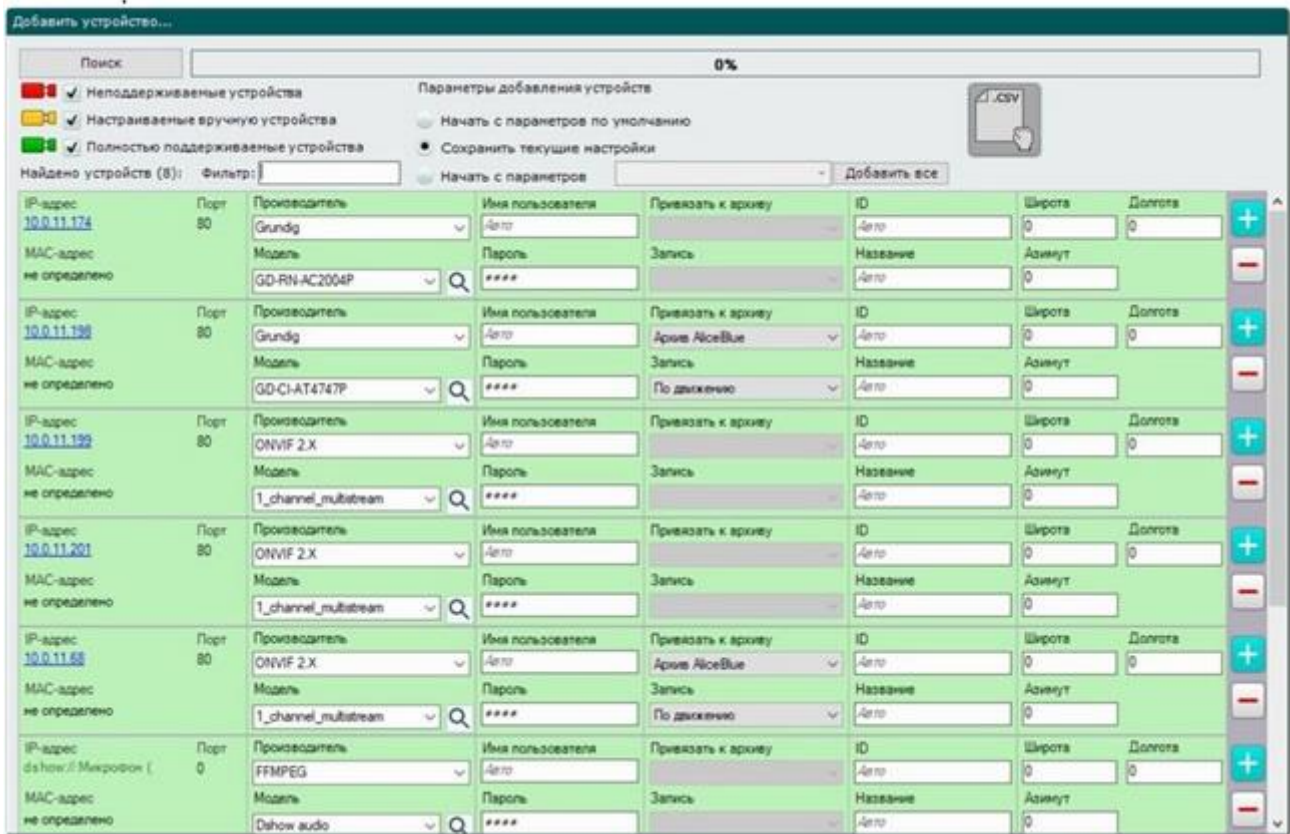 Добавить устройство...
Поиск 0%
Неподдерживаемые устройства Параметры добавления устройств .CSV
Настраиваемые вручную устройства Начать с параметров по умолчанию
Полностью поддерживаемые устройства Сохранить текущие настройки
Найдено устройств (8): Фильтр: Начать с параметров Добавить все
IP-адрес Порт Производитель Имя пользователя Привязать к архиву ID Широта Долгота
10.0.11.174 80 Grundig Авто Авто 0 0
MAC-адрес Модель Пароль Запись Название Азимут
не определено GD-RN-AC2004P **** Авто 0
IP-адрес Порт Производитель Имя пользователя Привязать к архиву ID Широта Долгота
10.0.11.198 80 Grundig Авто Архив AliceBlue Авто 0 0
MAC-адрес Модель Пароль Запись Название Азимут
не определено GD-CI-AT4747P **** По движению Авто 0
IP-адрес Порт Производитель Имя пользователя Привязать к архиву ID Широта Долгота
10.0.11.199 80 ONVIF 2.X Авто Авто 0 0
MAC-адрес Модель Пароль Запись Название Азимут
не определено 1_channel_multistream **** Авто 0
IP-адрес Порт Производитель Имя пользователя Привязать к архиву ID Широта Долгота
10.0.11.201 80 ONVIF 2.X Авто Авто 0 0
MAC-адрес Модель Пароль Запись Название Азимут
не определено 1_channel_multistream **** Авто 0
IP-адрес Порт Производитель Имя пользователя Привязать к архиву ID Широта Долгота
10.0.11.68 80 ONVIF 2.X Авто Архив AliceBlue Авто 0 0
MAC-адрес Модель Пароль Запись Название Азимут
не определено 1_channel_multistream **** По движению Авто 0
IP-адрес Порт Производитель Имя пользователя Привязать к архиву ID Широта Долгота
dshow:// Микрофон ( 0 FFMPEG Авто Авто 0 0
MAC-адрес Модель Пароль Запись Название Азимут
не определено Dshow audio **** Авто 0